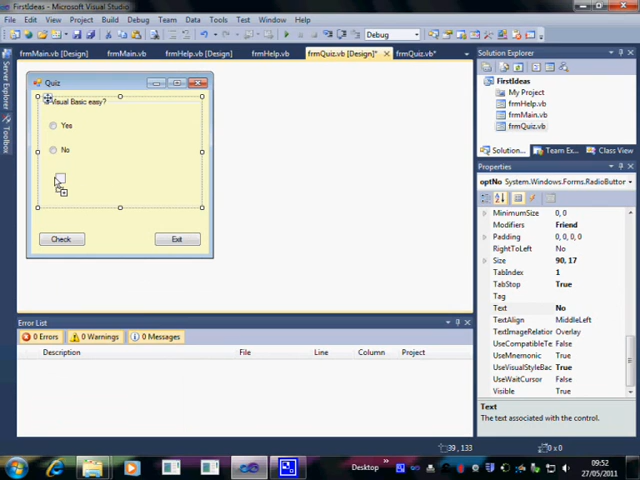 FirstIdeas - Microsoft Visual Studio
File Edit View Project Build Debug Team Data Tools Test Window Help
Debug
frmMain.vb [Design] frmMain.vb frmHelp.vb [Design] frmHelp.vb frmQuiz.vb [Design]* frmQuiz.vb*
Server Explorer
Toolbox
Quiz
Visual Basic easy?
Yes
No
Check Exit
Solution Explorer
FirstIdeas
My Project
frmHelp.vb
frmMain.vb
frmQuiz.vb
Solution... Team Ex... Class View
Properties
optNo System.Windows.Forms.RadioButtor
MinimumSize 0, 0
Modifiers Friend
Padding 0, 0, 0, 0
RightToLeft No
Size 90, 17
TabIndex 1
TabStop True
Tag
Text No
TextAlign MiddleLeft
TextImageRelation Overlay
UseCompatibleTe
UseMnemonic True
UseVisualStyleBac True
UseWaitCursor False
Visible True
Text
The text associated with the control.
Error List
0 Errors 0 Warnings 0 Messages
Description File Line Column Project
39 , 133 0 x 0
Desktop »
09:52
27/05/2011